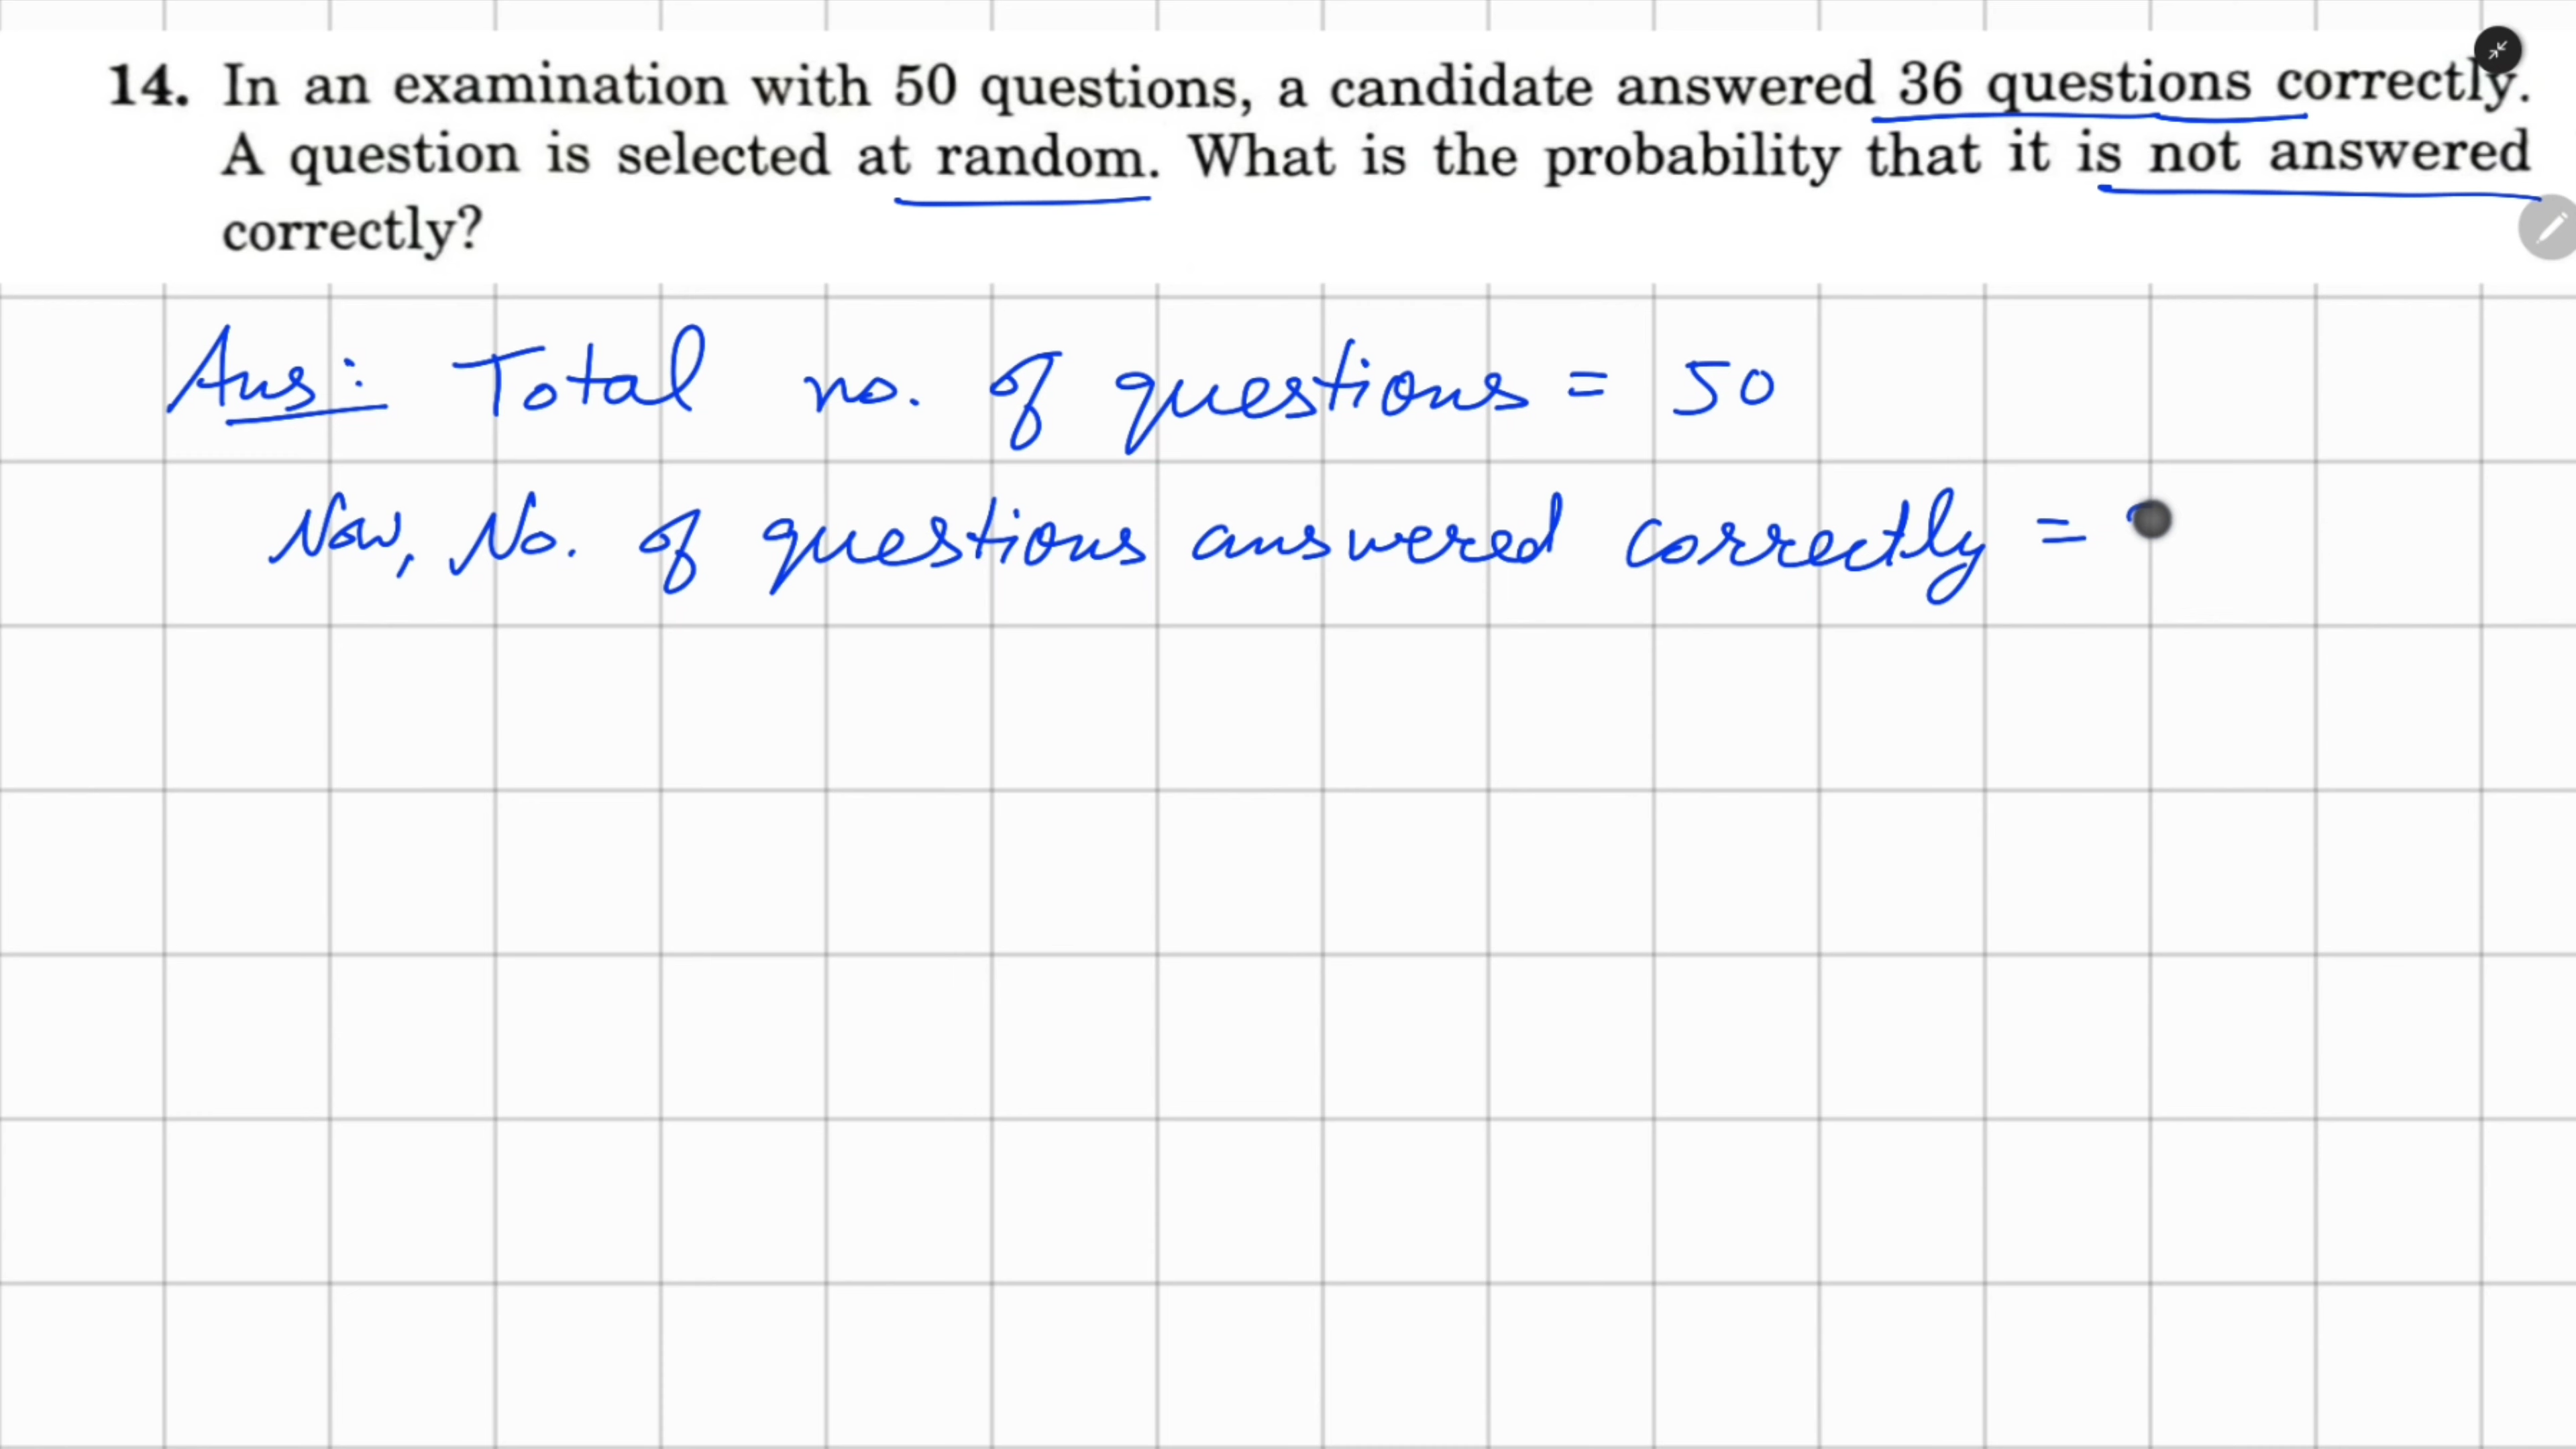 14. In an examination with 50 questions, a candidate answered 36 questions correctly.
A question is selected at random. What is the probability that it is not answered
correctly?
Ans: Total no. of questions = 50
Now, No. of questions answered correctly =